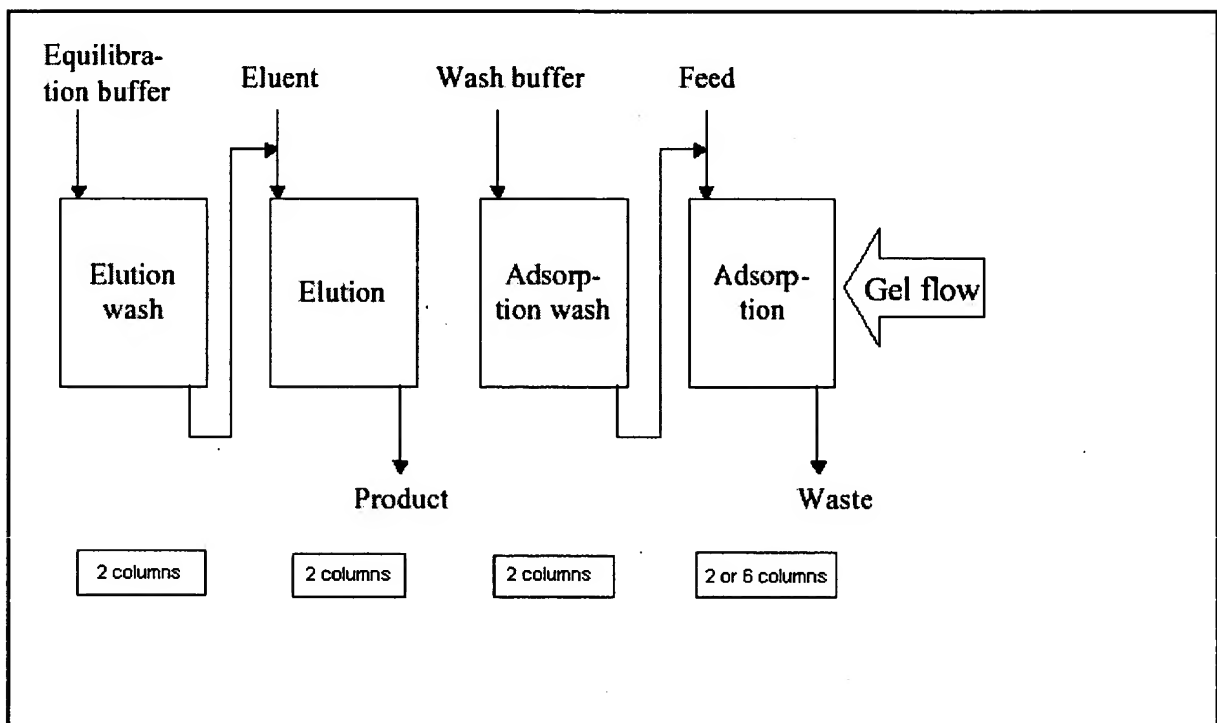 Equilibra-
tion buffer
Eluent
Wash buffer
Feed
Elution
wash
Elution
Adsorp-
tion wash
Adsorp-
tion
Gel flow
Product
Waste
2 columns
2 columns
2 columns
2 or 6 columns